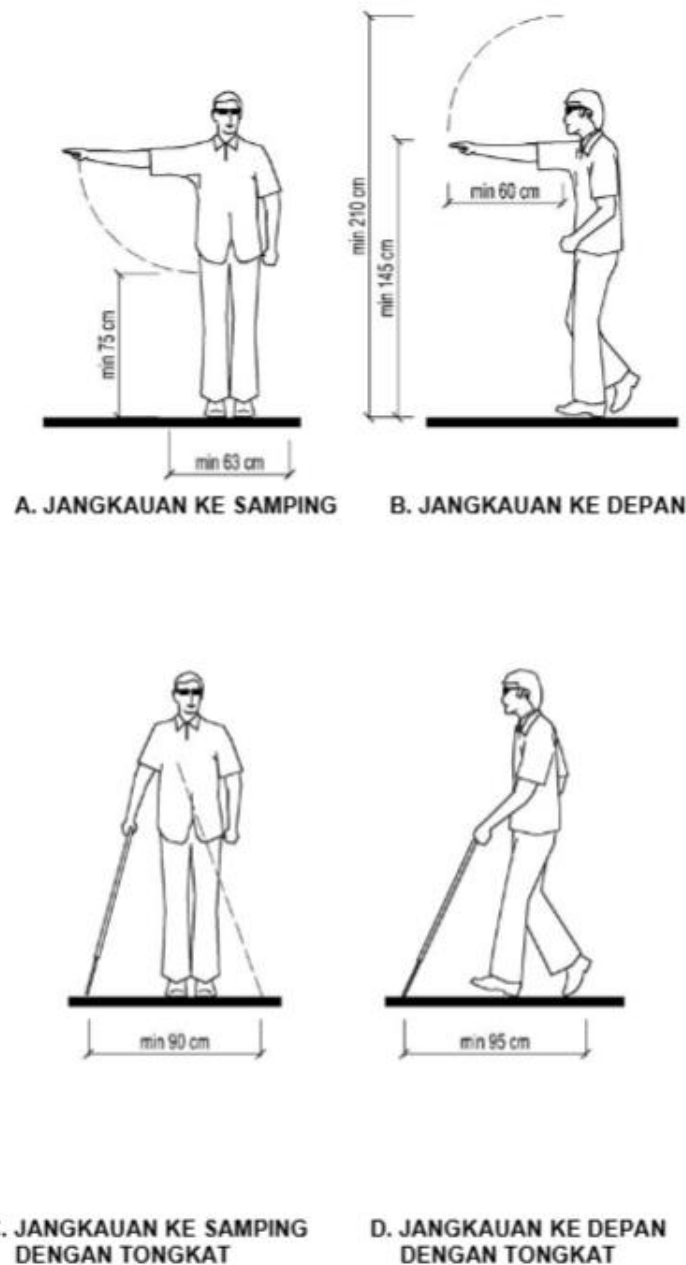 min 75 cm
min 63 cm
A. JANGKAUAN KE SAMPING
min 210 cm
min 145 cm
min 60 cm
B. JANGKAUAN KE DEPAN
min 90 cm
min 95 cm
. JANGKAUAN KE SAMPING
DENGAN TONGKAT
D. JANGKAUAN KE DEPAN
DENGAN TONGKAT